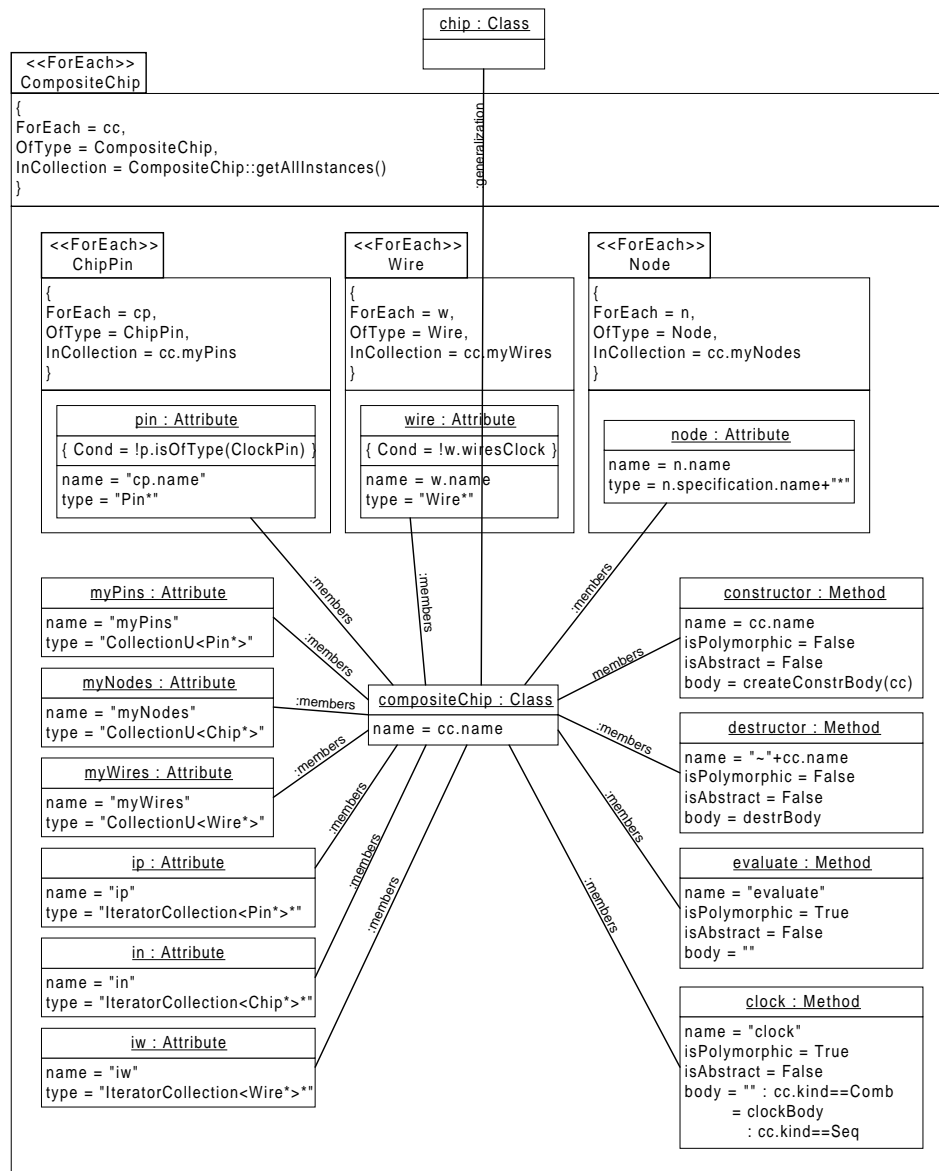 chip : Class
<<ForEach>>
CompositeChip
{
ForEach = cc,
OfType = CompositeChip,
InCollection = CompositeChip::getAllInstances()
}
:generalization
<<ForEach>>
ChipPin
{
ForEach = cp,
OfType = ChipPin,
InCollection = cc.myPins
}
pin : Attribute
{ Cond = !p.isOfType(ClockPin) }
name = "cp.name"
type = "Pin*"
<<ForEach>>
Wire
{
ForEach = w,
OfType = Wire,
InCollection = cc.myWires
}
wire : Attribute
{ Cond = !w.wiresClock }
name = w.name
type = "Wire*"
<<ForEach>>
Node
{
ForEach = n,
OfType = Node,
InCollection = cc.myNodes
}
node : Attribute
name = n.name
type = n.specification.name+"*"
:members
:members
:members
myPins : Attribute
name = "myPins"
type = "CollectionU<Pin*>"
:members
myNodes : Attribute
name = "myNodes"
type = "CollectionU<Chip*>"
:members
myWires : Attribute
name = "myWires"
type = "CollectionU<Wire*>"
:members
ip : Attribute
name = "ip"
type = "IteratorCollection<Pin*>*"
:members
in : Attribute
name = "in"
type = "IteratorCollection<Chip*>*"
:members
iw : Attribute
name = "iw"
type = "IteratorCollection<Wire*>*"
:members
compositeChip : Class
name = cc.name
members
constructor : Method
name = cc.name
isPolymorphic = False
isAbstract = False
body = createConstrBody(cc)
:members
destructor : Method
name = "~"+cc.name
isPolymorphic = False
isAbstract = False
body = destrBody
:members
evaluate : Method
name = "evaluate"
isPolymorphic = True
isAbstract = False
body = ""
:members
clock : Method
name = "clock"
isPolymorphic = True
isAbstract = False
body = "" : cc.kind==Comb
= clockBody
: cc.kind==Seq